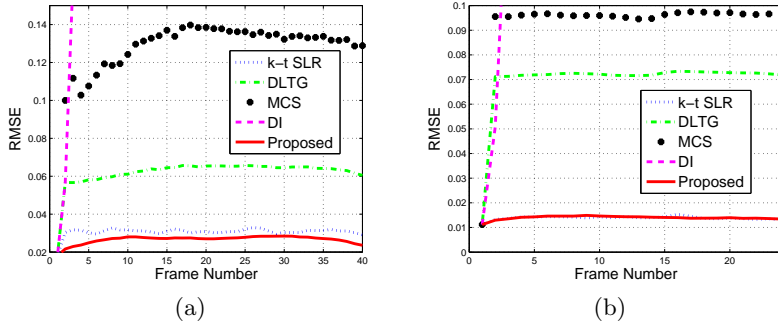 0.14
0.12
0.1
0.08
0.06
0.04
0.02
RMSE
k-t SLR
DLTG
MCS
DI
Proposed
0 5 10 15 20 25 30 35 40
Frame Number
(a)
0.1
0.09
0.08
0.07
0.06
0.05
0.04
0.03
0.02
0.01
0
RMSE
k-t SLR
DLTG
MCS
DI
Proposed
0 5 10 15 20
Frame Number
(b)